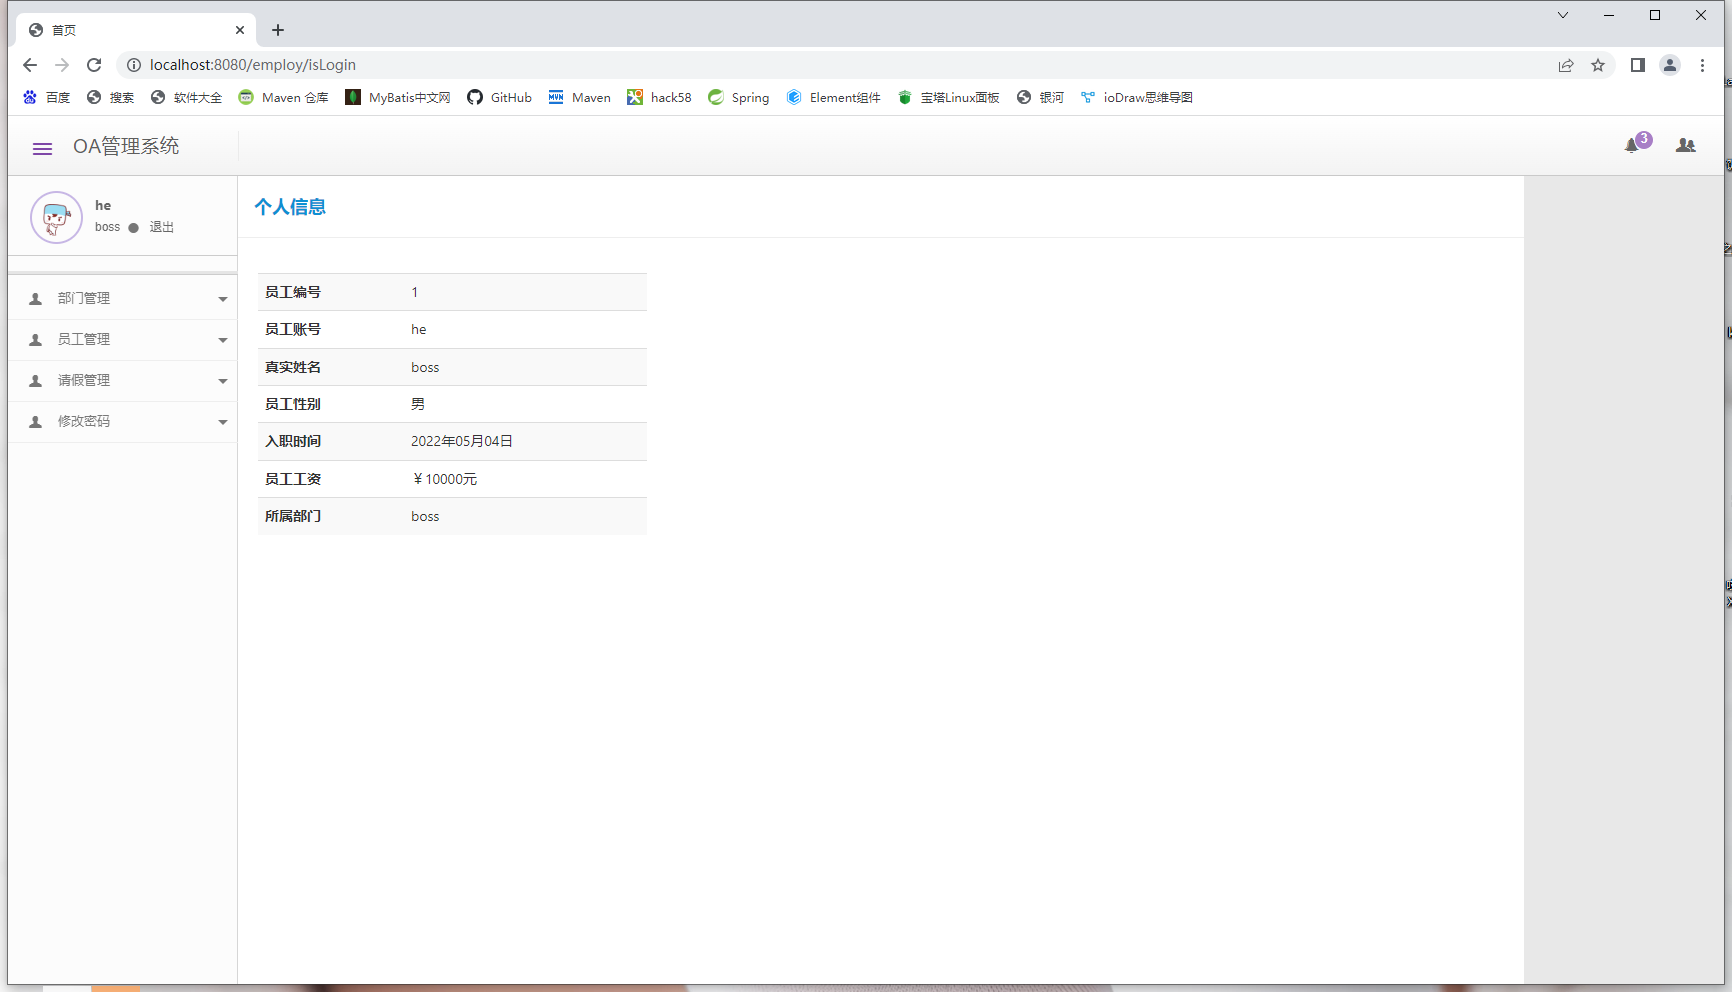 首页
localhost:8080/employ/isLogin
百度 搜索 软件大全 Maven 仓库 MyBatis中文网 GitHub Maven hack58 Spring Element组件 宝塔Linux面板 银河 ioDraw思维导图
OA管理系统 3
he
boss 退出
部门管理
员工管理
请假管理
修改密码
个人信息
员工编号 1
员工账号 he
真实姓名 boss
员工性别 男
入职时间 2022年05月04日
员工工资 ￥10000元
所属部门 boss